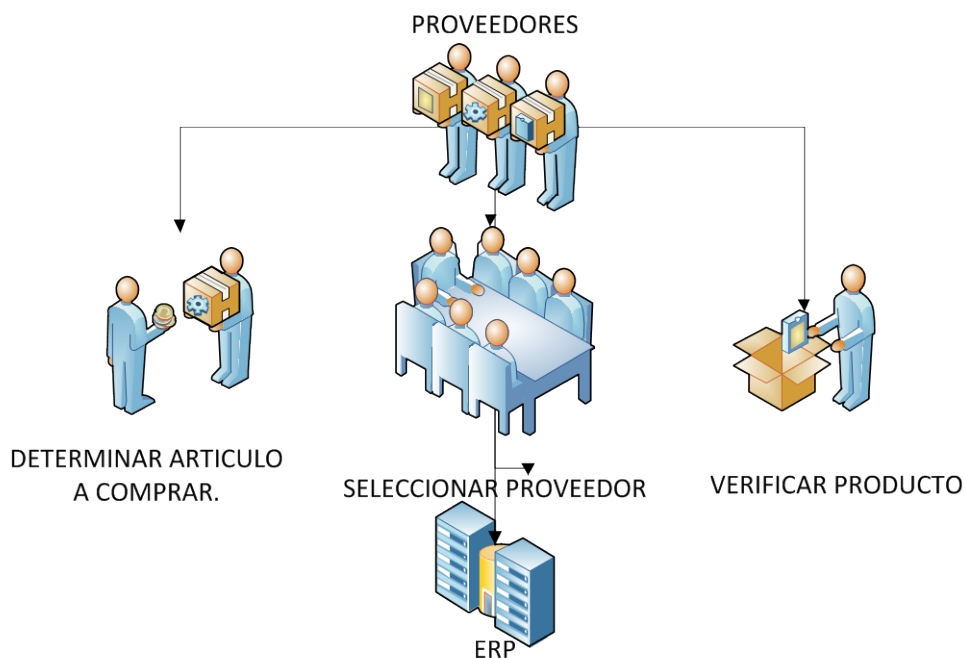 PROVEEDORES
DETERMINAR ARTICULO
A COMPRAR.
SELECCIONAR PROVEEDOR
VERIFICAR PRODUCTO
ERP